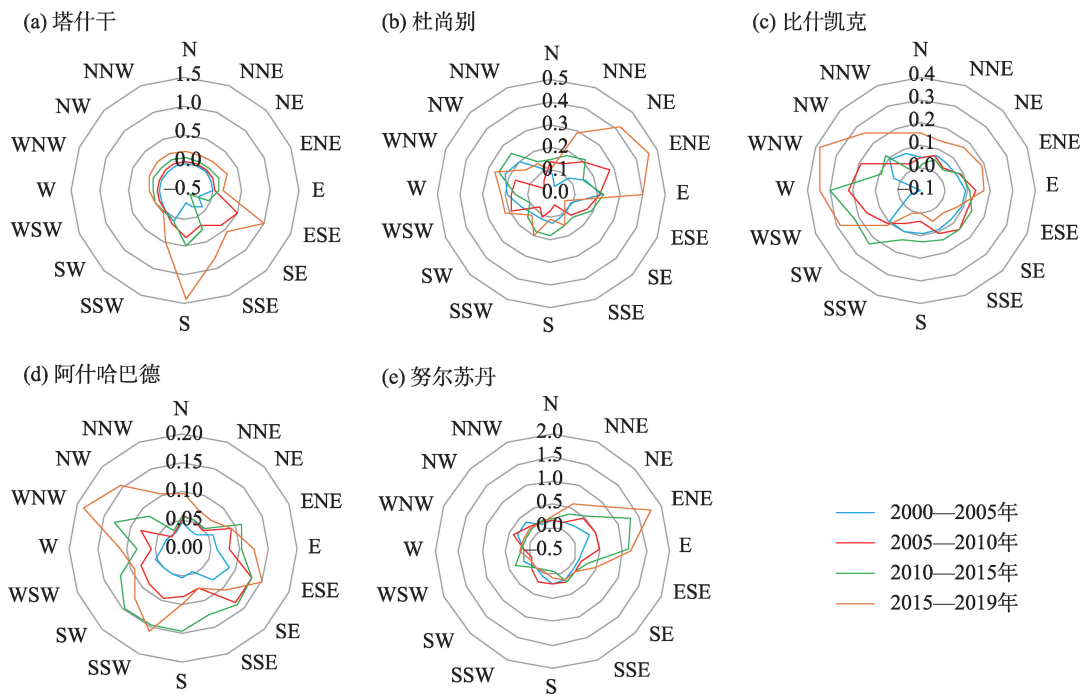 (a) 塔什干
N
NNE
NE
ENE
E
ESE
SE
SSE
S
SSW
SW
WSW
W
WNW
NW
NNW
1.5
1.0
0.5
0.0
−0.5
(b) 杜尚别
N
NNE
NE
ENE
E
ESE
SE
SSE
S
SSW
SW
WSW
W
WNW
NW
NNW
0.5
0.4
0.3
0.2
0.1
0.0
(c) 比什凯克
N
NNE
NE
ENE
E
ESE
SE
SSE
S
SSW
SW
WSW
W
WNW
NW
NNW
0.4
0.3
0.2
0.1
0.0
−0.1
(d) 阿什哈巴德
N
NNE
NE
ENE
E
ESE
SE
SSE
S
SSW
SW
WSW
W
WNW
NW
NNW
0.20
0.15
0.10
0.05
0.00
(e) 努尔苏丹
N
NNE
NE
ENE
E
ESE
SE
SSE
S
SSW
SW
WSW
W
WNW
NW
NNW
2.0
1.5
1.0
0.5
0.0
−0.5
2000—2005年
2005—2010年
2010—2015年
2015—2019年